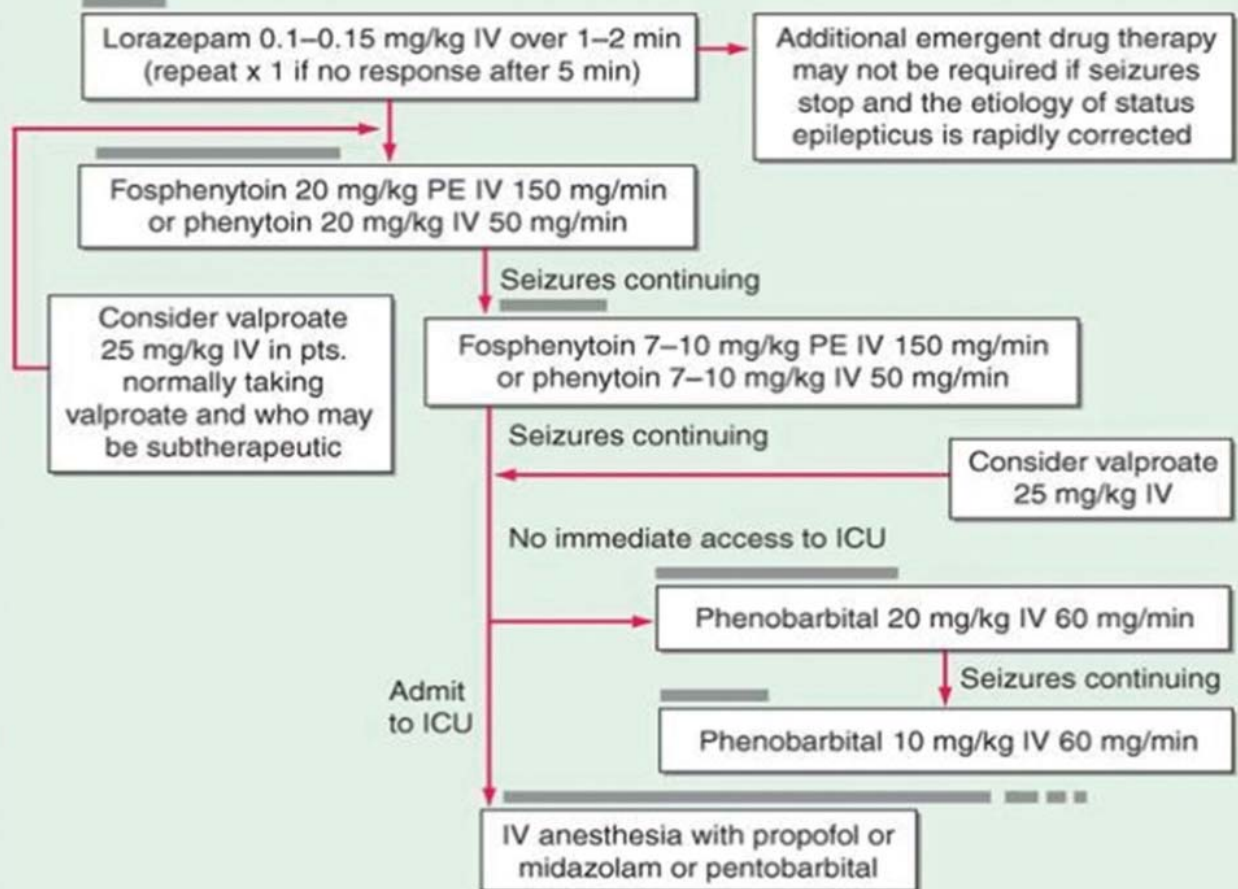 Lorazepam 0.1–0.15 mg/kg IV over 1–2 min
(repeat x 1 if no response after 5 min)
Additional emergent drug therapy
may not be required if seizures
stop and the etiology of status
epilepticus is rapidly corrected
Fosphenytoin 20 mg/kg PE IV 150 mg/min
or phenytoin 20 mg/kg IV 50 mg/min
Seizures continuing
Consider valproate
25 mg/kg IV in pts.
normally taking
valproate and who may
be subtherapeutic
Fosphenytoin 7–10 mg/kg PE IV 150 mg/min
or phenytoin 7–10 mg/kg IV 50 mg/min
Seizures continuing
Consider valproate
25 mg/kg IV
No immediate access to ICU
Phenobarbital 20 mg/kg IV 60 mg/min
Seizures continuing
Admit
to ICU
Phenobarbital 10 mg/kg IV 60 mg/min
IV anesthesia with propofol or
midazolam or pentobarbital